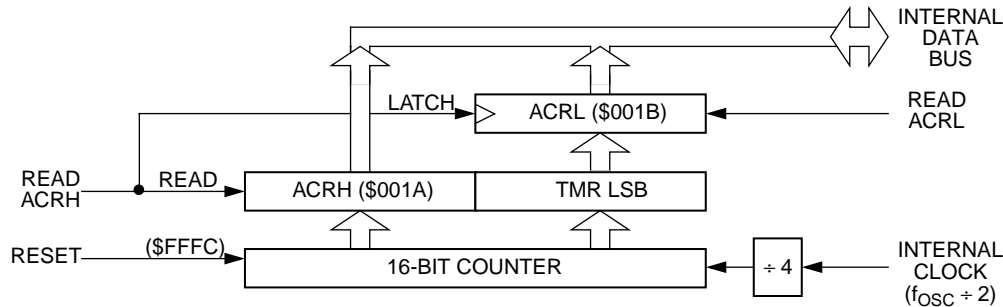 INTERNAL
DATA
BUS
LATCH
ACRL ($001B)
READ
ACRL
READ
ACRH
READ
ACRH ($001A)
TMR LSB
RESET
($FFFC)
16-BIT COUNTER
÷ 4
INTERNAL
CLOCK
(fOSC ÷ 2)